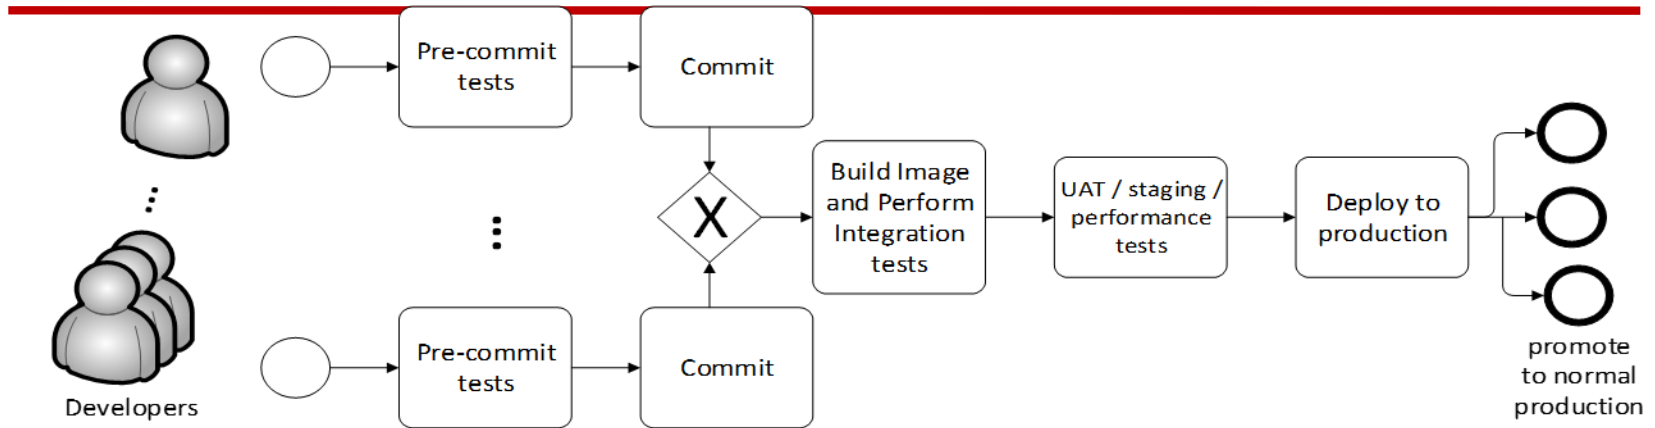 Pre-commit
tests
Commit
Build Image
and Perform
Integration
tests
UAT / staging /
performance
tests
Deploy to
production
X
Pre-commit
tests
Commit
Developers
promote
to normal
production